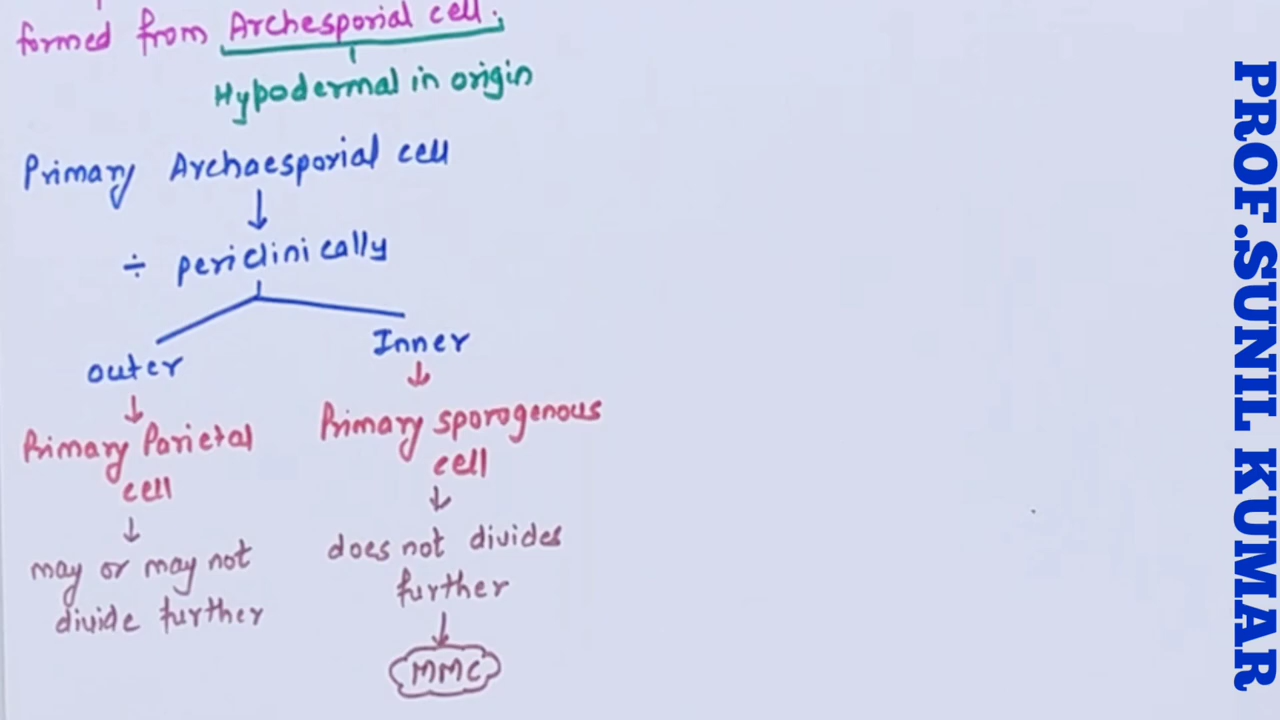 formed from Archesporial cell.
Hypodermal in origin
Primary Archaesporial cell
÷ periclinically
outer
Inner
Primary Parietal
cell
Primary sporogenous
cell
may or may not
divide further
does not divides
further
MMC
PROF.SUNIL KUMAR